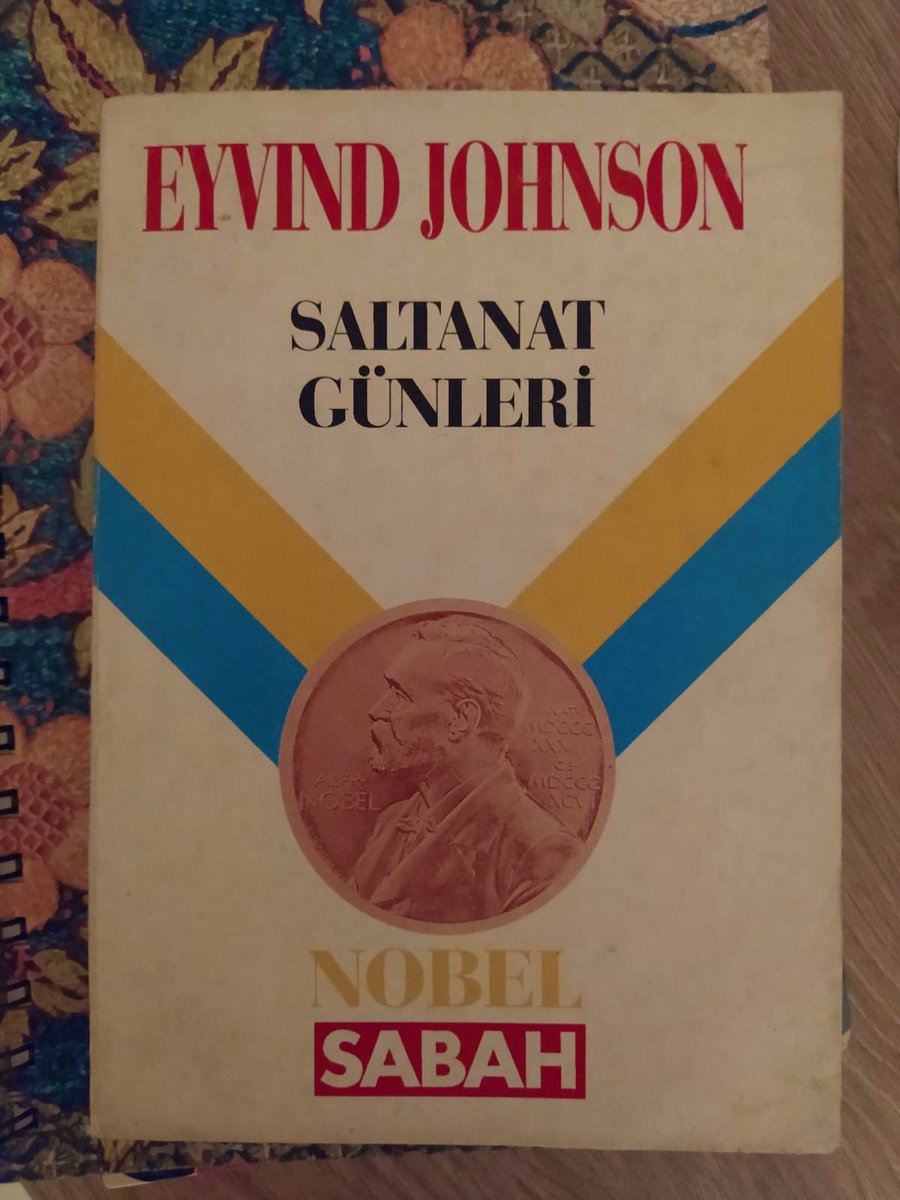 EYVIND JOHNSON
SALTANAT
GÜNLERİ
ALFR.
NOBEL
NAT.
MDCCC
XXXIII
OB.
MDCCC
XCVI
NOBEL
SABAH